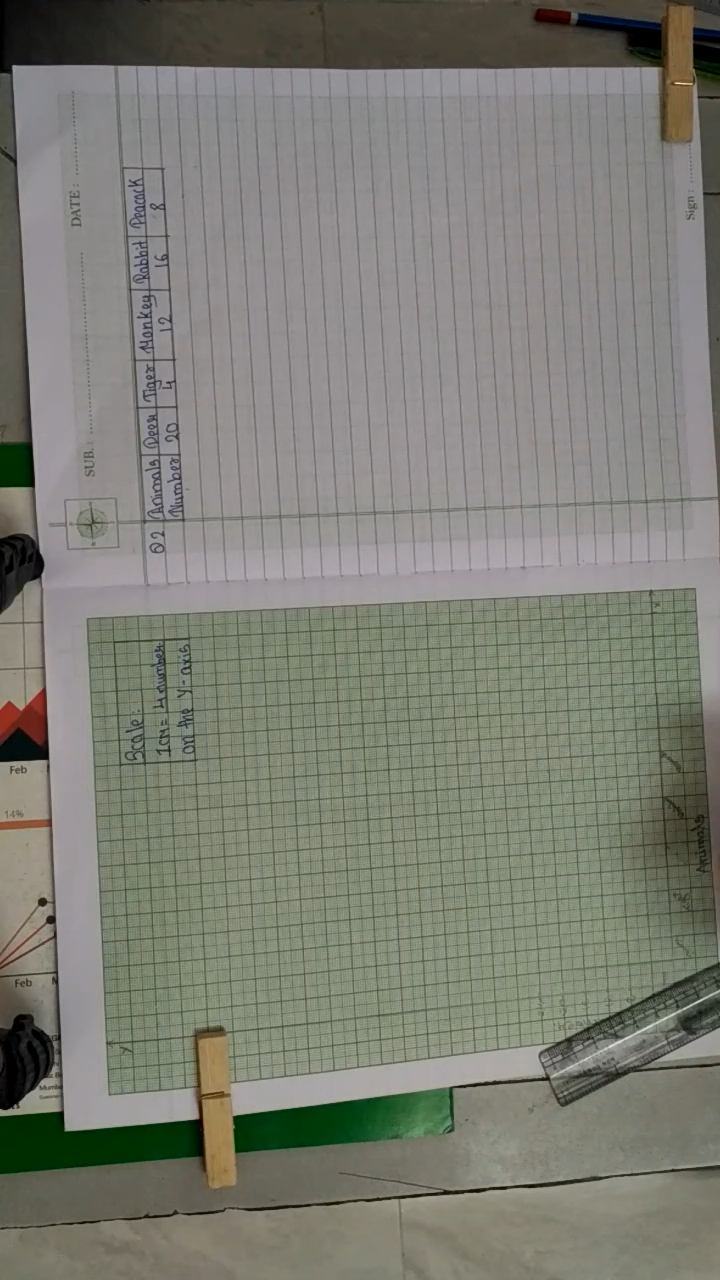 SUB. :
DATE :
Q2 Animals Deer Tiger Monkey Rabbit Peacock
Number 20 4 12 16 8
Sign :
Scale:
1cm = 4 number
on the Y-axis
Y
X
Animals
Feb
14%
Feb